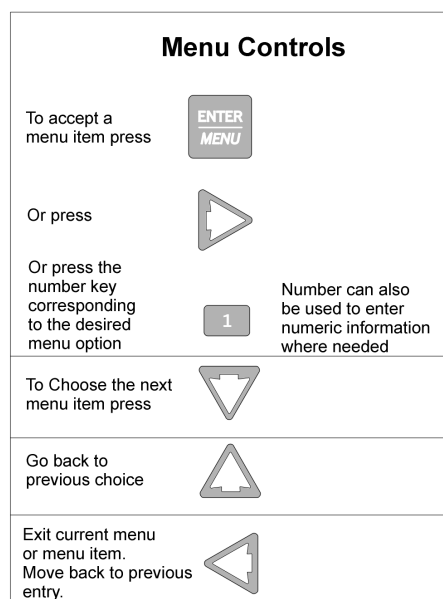 Menu Controls
To accept a
menu item press
ENTER
MENU
Or press
Or press the
number key
corresponding
to the desired
menu option
1
Number can also
be used to enter
numeric information
where needed
To Choose the next
menu item press
Go back to
previous choice
Exit current menu
or menu item.
Move back to previous
entry.